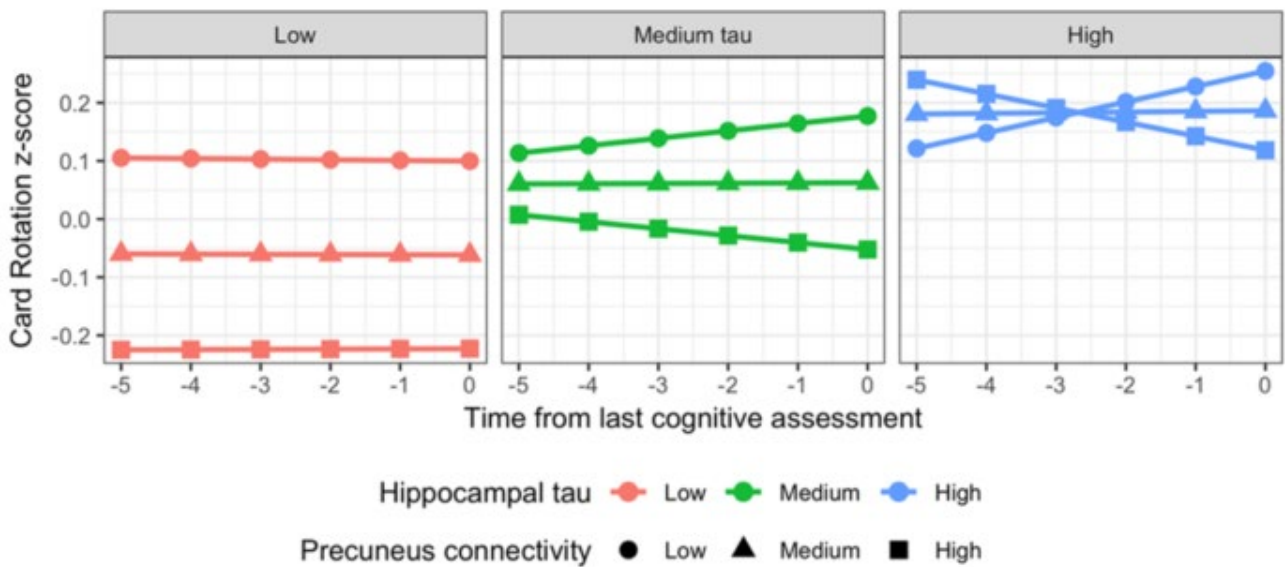 Low Medium tau High
Card Rotation z-score
0.2
0.1
0.0
-0.1
-0.2
-5 -4 -3 -2 -1 0 -5 -4 -3 -2 -1 0 -5 -4 -3 -2 -1 0
Time from last cognitive assessment
Hippocampal tau Low Medium High
Precuneus connectivity Low Medium High